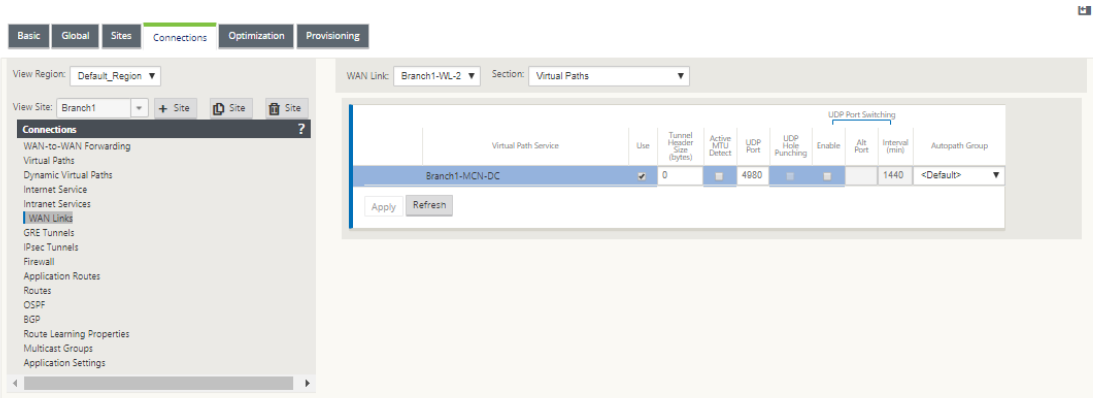 Basic Global Sites Connections Optimization Provisioning
View Region: Default_Region
WAN Link: Branch1-WL-2 Section: Virtual Paths
View Site: Branch1 + Site Site Site
Connections ?
WAN-to-WAN Forwarding
Virtual Paths
Dynamic Virtual Paths
Internet Service
Intranet Services
WAN Links
GRE Tunnels
IPsec Tunnels
Firewall
Application Routes
Routes
OSPF
BGP
Route Learning Properties
Multicast Groups
Application Settings
UDP Port Switching
Virtual Path Service Use Tunnel Header Size (bytes) Active MTU Detect UDP Port UDP Hole Punching Enable Alt Port Interval (min) Autopath Group
Branch1-MCN-DC 0 4980 1440 <Default>
Apply Refresh